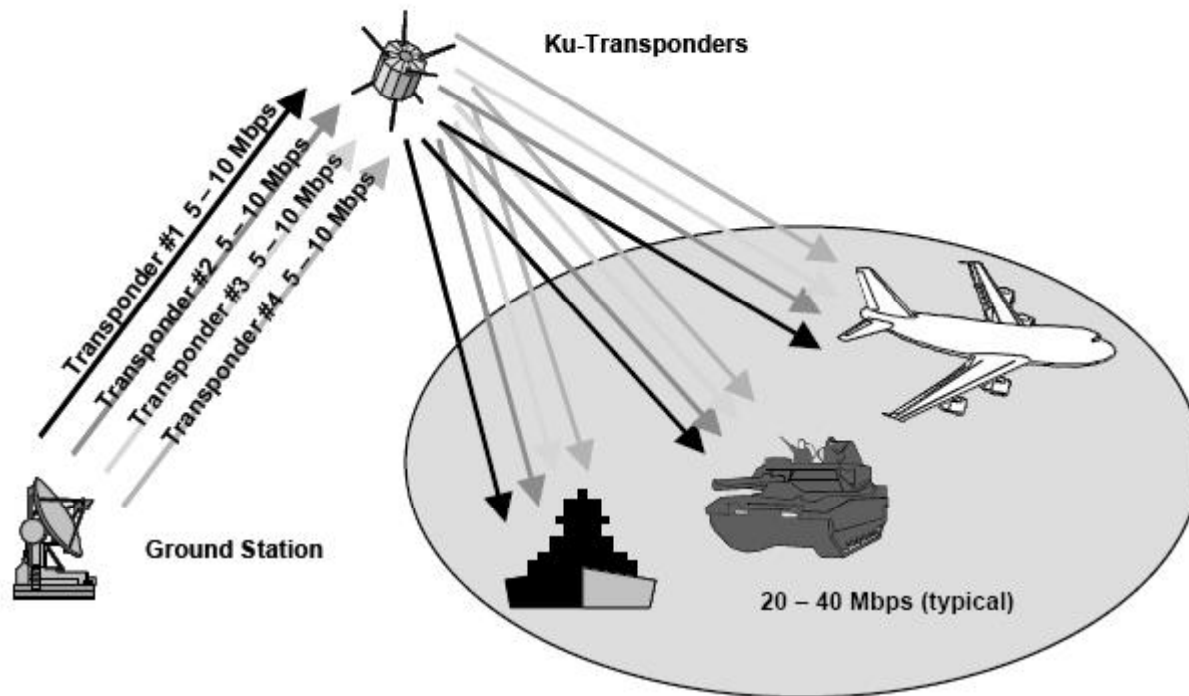 Ku-Transponders
Transponder #1 5 – 10 Mbps
Transponder #2 5 – 10 Mbps
Transponder #3 5 – 10 Mbps
Transponder #4 5 – 10 Mbps
Ground Station
20 – 40 Mbps (typical)